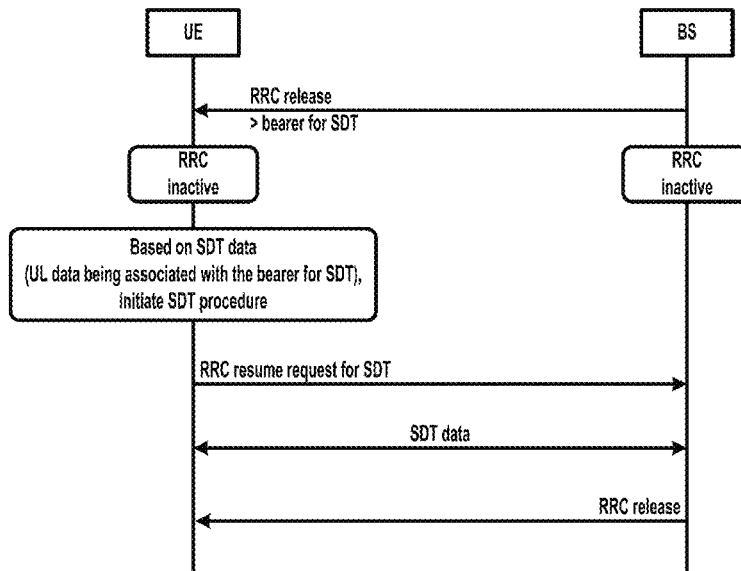 UE
BS
RRC release
> bearer for SDT
RRC
inactive
RRC
inactive
Based on SDT data
(UL data being associated with the bearer for SDT),
Initiate SDT procedure
RRC resume request for SDT
SDT data
RRC release